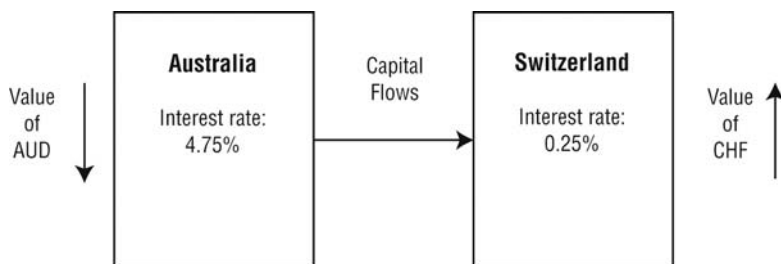 Value
of
AUD
Australia
Interest rate:
4.75%
Capital
Flows
Switzerland
Interest rate:
0.25%
Value
of
CHF